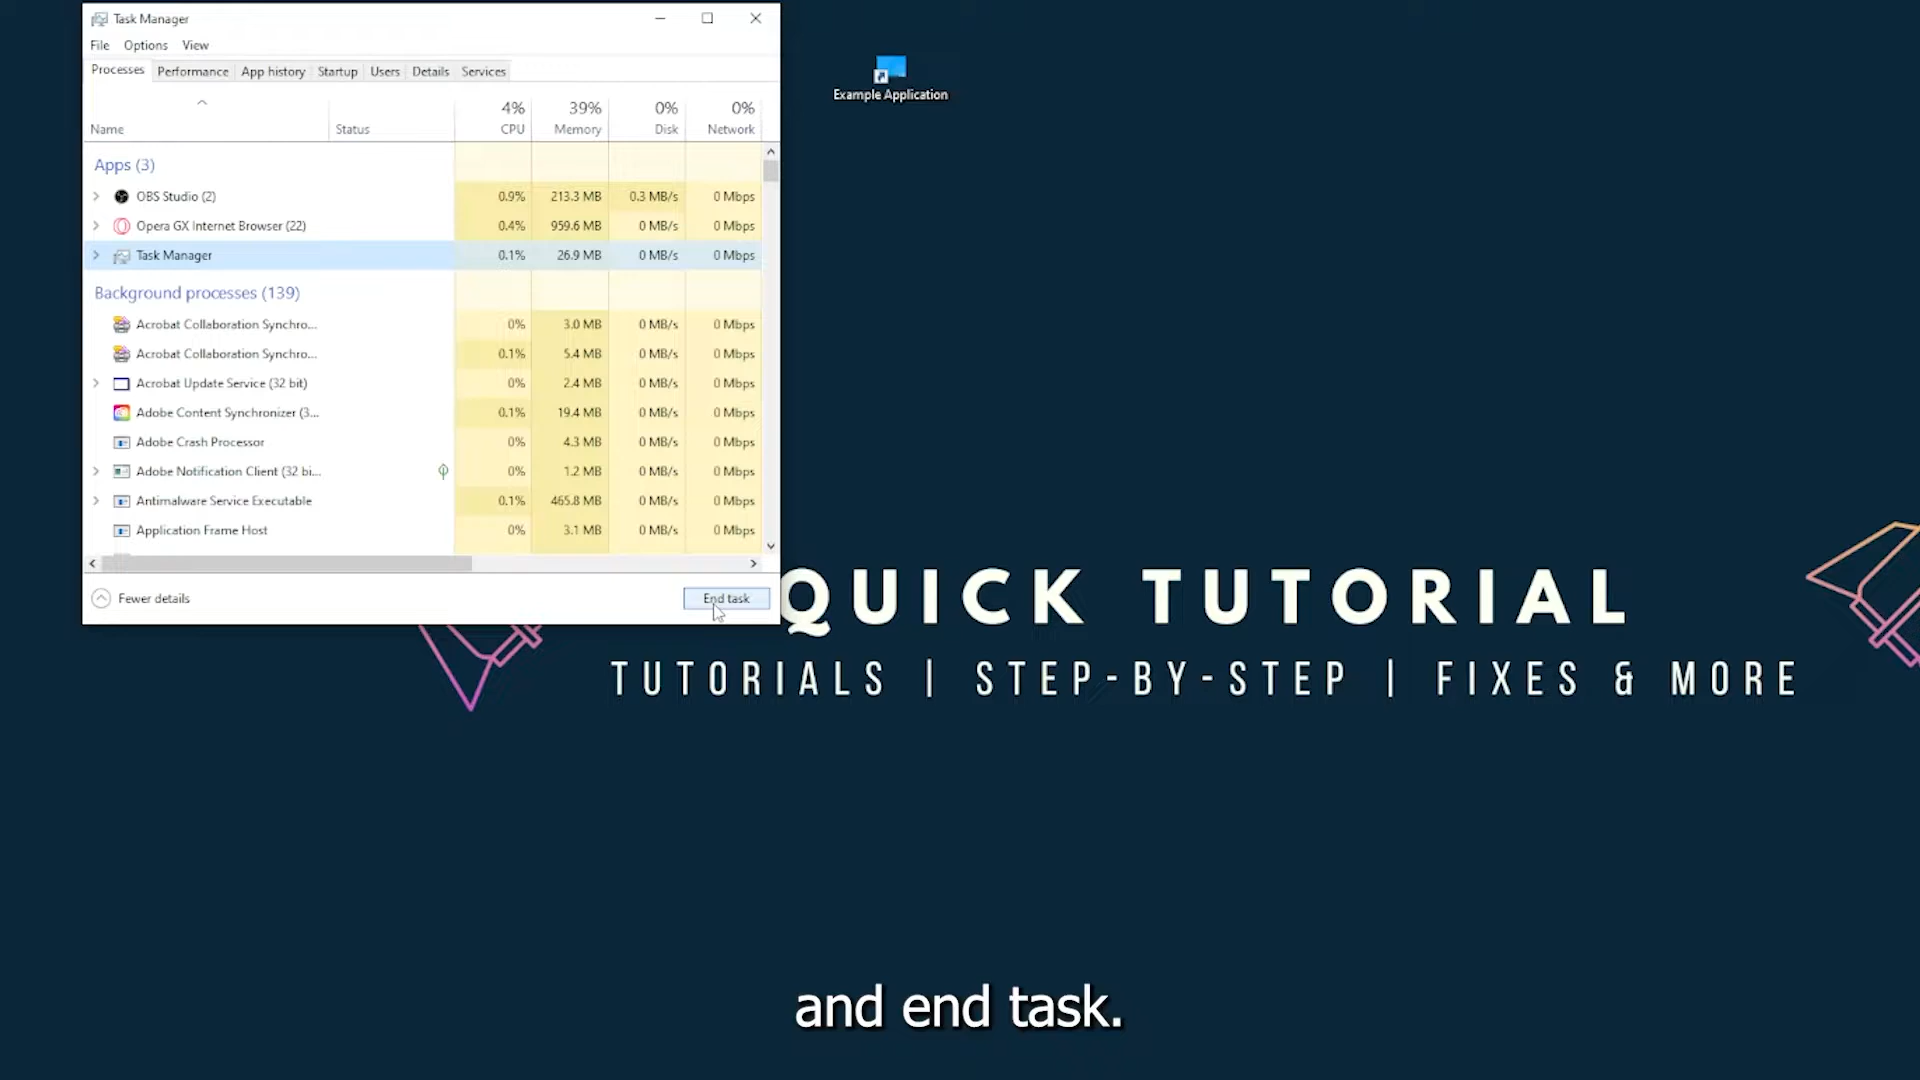 Task Manager
File Options View
Processes Performance App history Startup Users Details Services
4% 39% 0% 0%
Name Status CPU Memory Disk Network
Apps (3)
OBS Studio (2) 0.9% 213.3 MB 0.3 MB/s 0 Mbps
Opera GX Internet Browser (22) 0.4% 959.6 MB 0 MB/s 0 Mbps
Task Manager 0.1% 26.9 MB 0 MB/s 0 Mbps
Background processes (139)
Acrobat Collaboration Synchro... 0% 3.0 MB 0 MB/s 0 Mbps
Acrobat Collaboration Synchro... 0.1% 5.4 MB 0 MB/s 0 Mbps
Acrobat Update Service (32 bit) 0% 2.4 MB 0 MB/s 0 Mbps
Adobe Content Synchronizer (3... 0.1% 19.4 MB 0 MB/s 0 Mbps
Adobe Crash Processor 0% 4.3 MB 0 MB/s 0 Mbps
Adobe Notification Client (32 bi... 0% 1.2 MB 0 MB/s 0 Mbps
Antimalware Service Executable 0.1% 465.8 MB 0 MB/s 0 Mbps
Application Frame Host 0% 3.1 MB 0 MB/s 0 Mbps
Fewer details End task
Example Application
QUICK TUTORIAL
TUTORIALS | STEP-BY-STEP | FIXES & MORE
and end task.